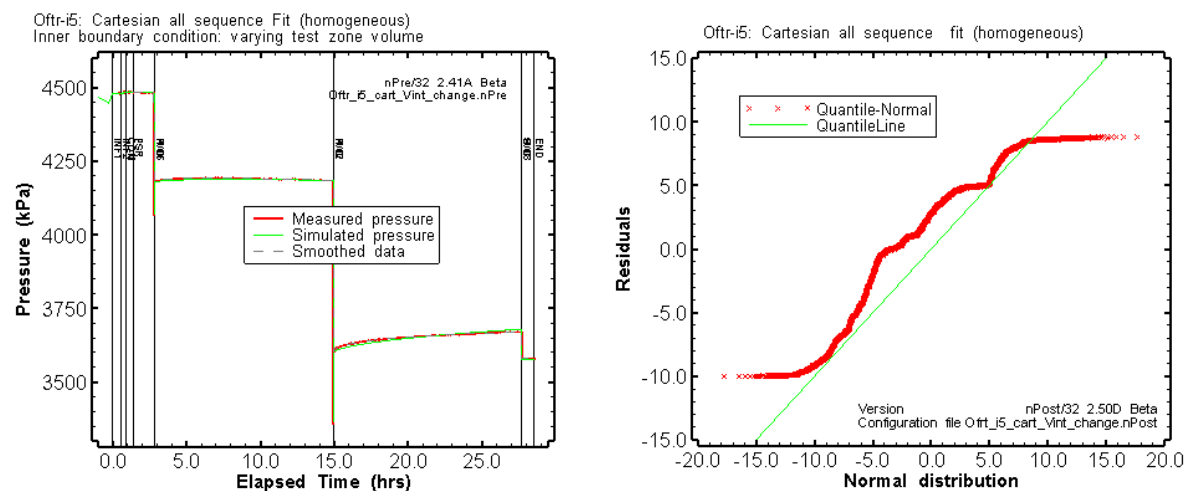 Oftr-i5: Cartesian all sequence Fit (homogeneous)
Inner boundary condition: varying test zone volume
nPre/32 2.41A Beta
Oftr_i5_cart_Vint_change.nPre
INF1
INF2
PSR
END
Measured pressure
Simulated pressure
Smoothed data
Pressure (kPa)
4500
4250
4000
3750
3500
0.0 5.0 10.0 15.0 20.0 25.0
Elapsed Time (hrs)
Oftr-i5: Cartesian all sequence fit (homogeneous)
Quantile-Normal
QuantileLine
Residuals
15.0
10.0
5.0
0.0
-5.0
-10.0
-15.0
Version nPost/32 2.50D Beta
Configuration file Ofrt_i5_cart_Vint_change.nPost
-20.0 -15.0 -10.0 -5.0 0.0 5.0 10.0 15.0 20.0
Normal distribution